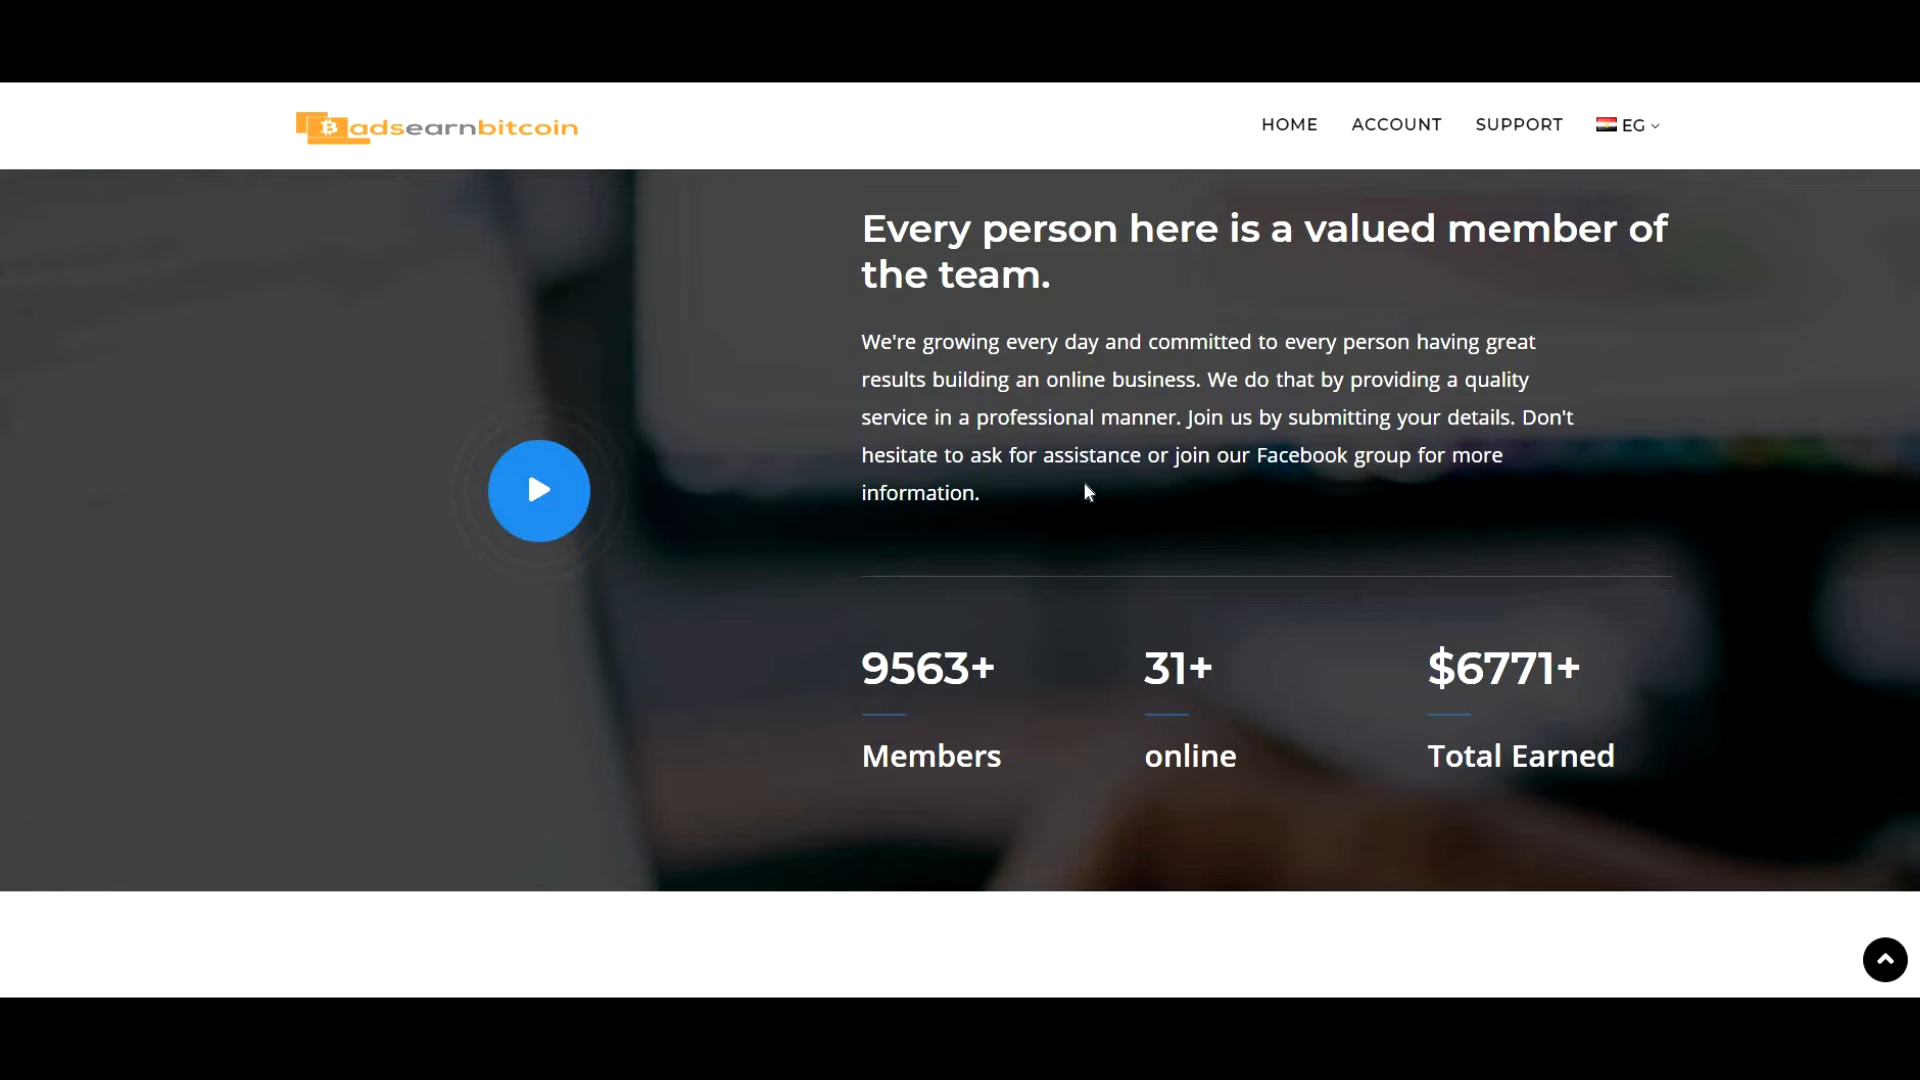 adsearnbitcoin
HOME ACCOUNT SUPPORT EG
Every person here is a valued member of
the team.
We're growing every day and committed to every person having great
results building an online business. We do that by providing a quality
service in a professional manner. Join us by submitting your details. Don't
hesitate to ask for assistance or join our Facebook group for more
information.
9563+ 31+ $6771+
Members online Total Earned